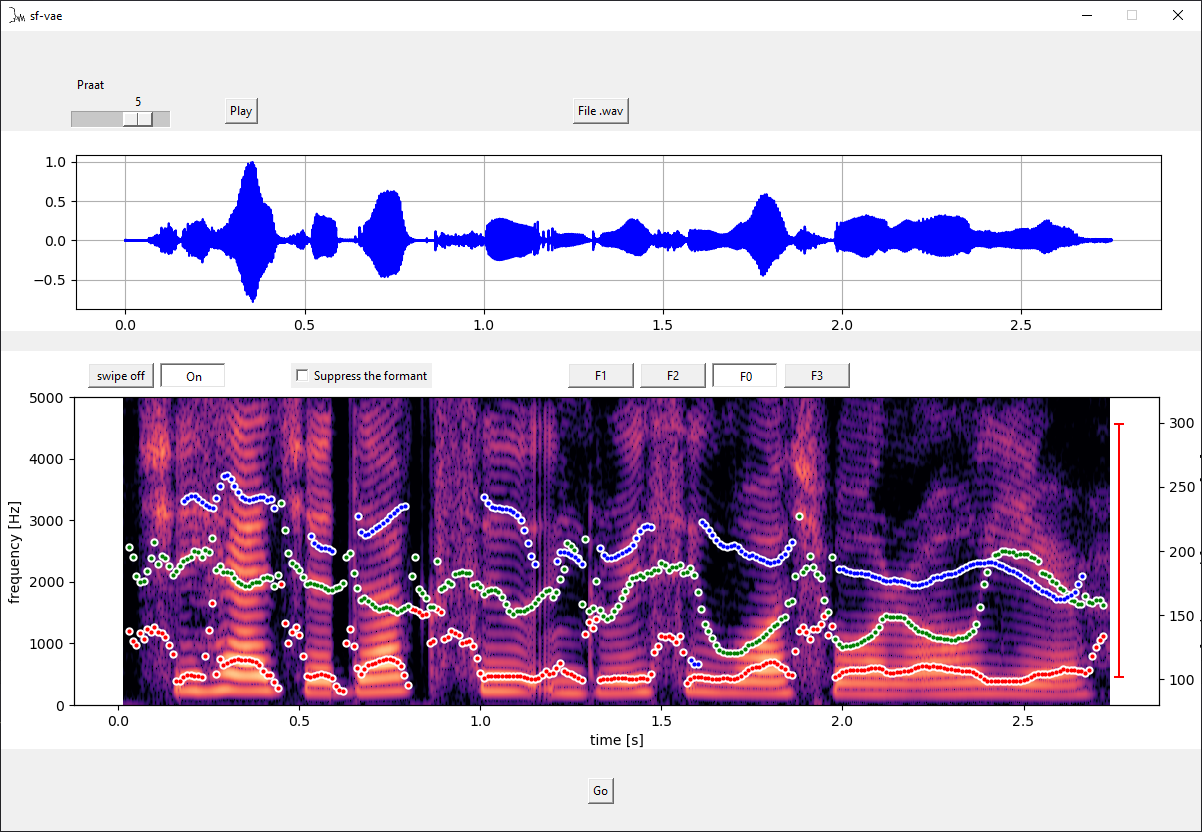 sf-vae
Praat
5
Play
File .wav
1.0
0.5
0.0
−0.5
0.0 0.5 1.0 1.5 2.0 2.5
swipe off On Suppress the formant F1 F2 F0 F3
5000
4000
3000
2000
1000
0
frequency [Hz]
300
250
200
150
100
0.0 0.5 1.0 1.5 2.0 2.5
time [s]
Go